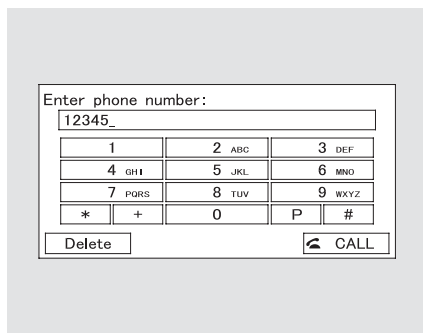 Enter phone number:
12345_
1 2 ABC 3 DEF
4 GHI 5 JKL 6 MNO
7 PQRS 8 TUV 9 WXYZ
* + 0 P #
Delete CALL